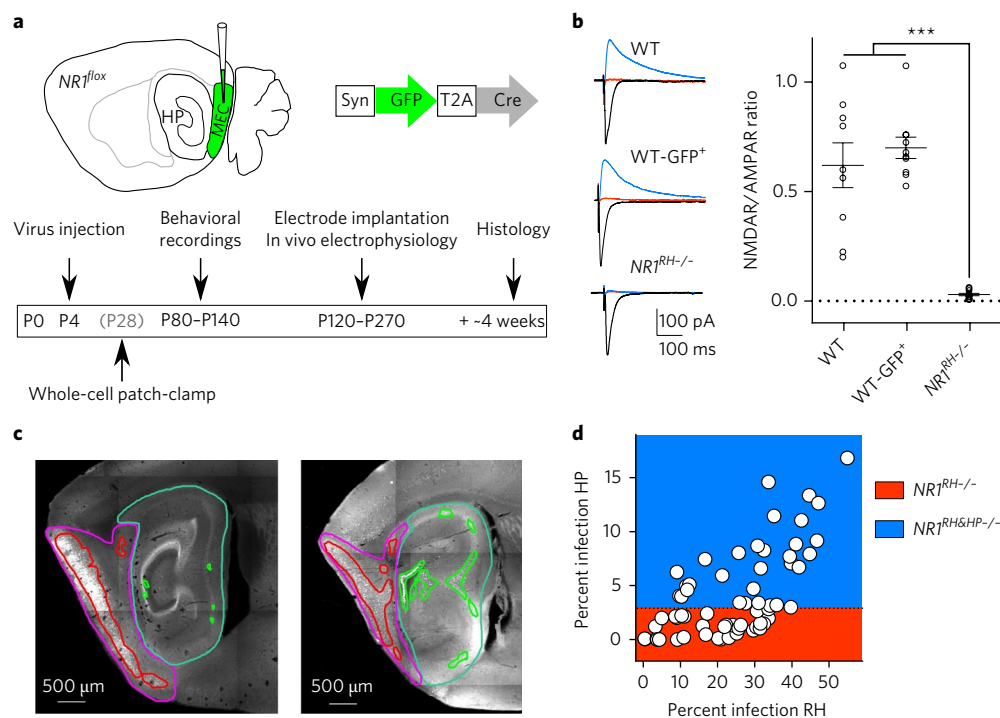 a
NR1flox
HP
MEC
Syn GFP T2A Cre
Virus injection
Behavioral
recordings
Electrode implantation
In vivo electrophysiology
Histology
P0 P4 (P28) P80–P140 P120–P270 + ~4 weeks
Whole-cell patch-clamp
b
WT
WT-GFP+
NR1RH–/–
100 pA
100 ms
***
NMDAR/AMPAR ratio
1.0
0.5
0.0
WT
WT-GFP+
NR1RH–/–
c
500 µm
500 µm
d
Percent infection HP
15
10
5
0
0 10 20 30 40 50
Percent infection RH
NR1RH–/–
NR1RH&HP–/–